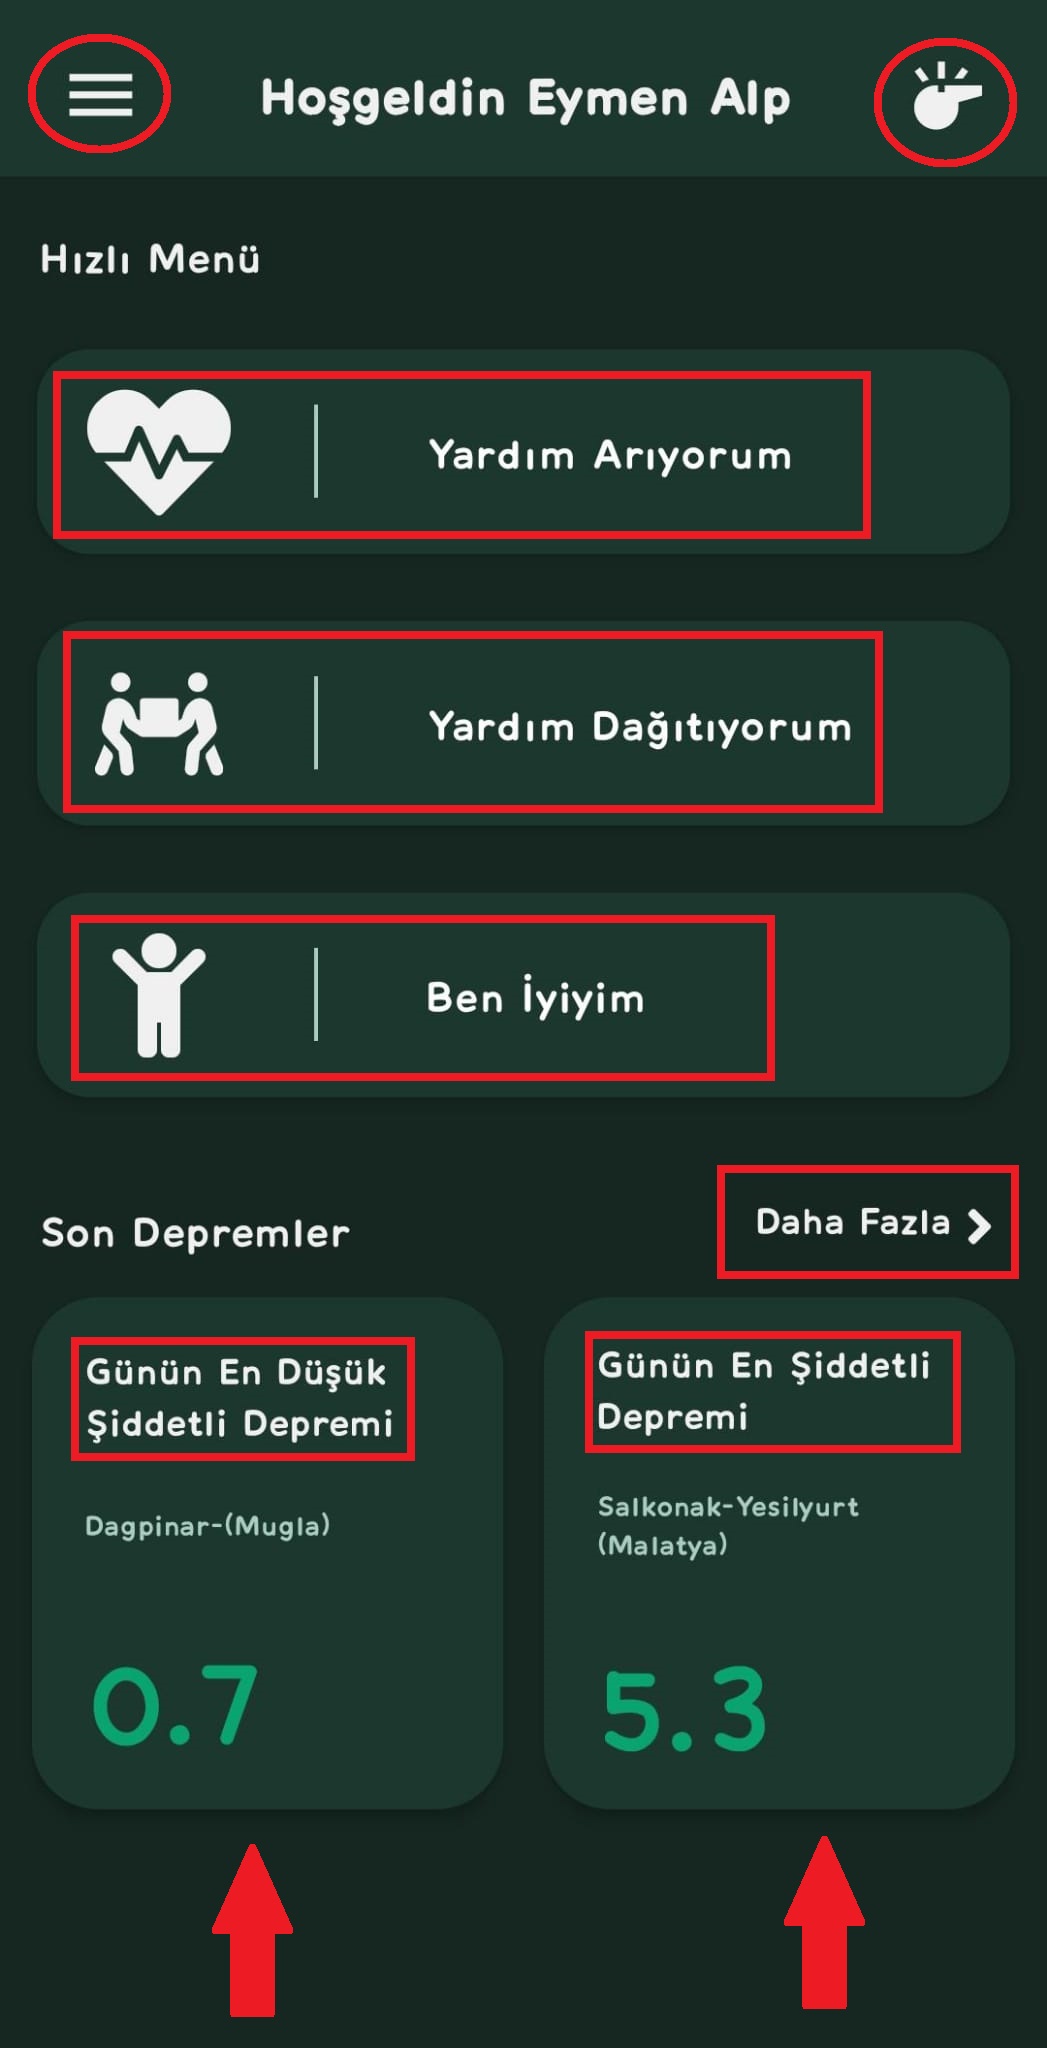 Hoşgeldin Eymen Alp
Hızlı Menü
Yardım Arıyorum
Yardım Dağıtıyorum
Ben İyiyim
Son Depremler
Daha Fazla
Günün En Düşük
Şiddetli Depremi
Dagpinar-(Mugla)
0.7
Günün En Şiddetli
Depremi
Salkonak-Yesilyurt
(Malatya)
5.3